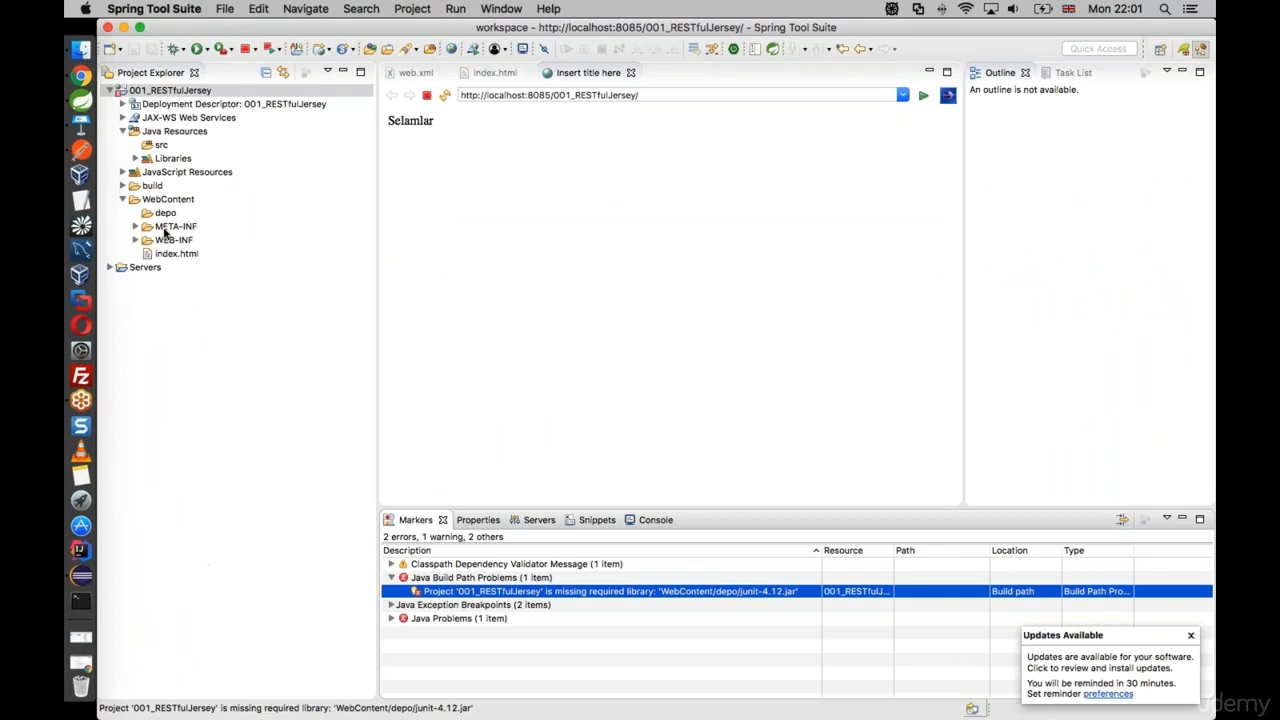 Spring Tool Suite File Edit Navigate Search Project Run Window Help Mon 22:01
workspace - http://localhost:8085/001_RESTfulJersey/ - Spring Tool Suite
Quick Access
Project Explorer
001_RESTfulJersey
Deployment Descriptor: 001_RESTfulJersey
JAX-WS Web Services
Java Resources
src
Libraries
JavaScript Resources
build
WebContent
depo
META-INF
WEB-INF
index.html
Servers
web.xml index.html Insert title here
http://localhost:8085/001_RESTfulJersey/
Selamlar
Outline Task List
An outline is not available.
Markers Properties Servers Snippets Console
2 errors, 1 warning, 2 others
Description Resource Path Location Type
Classpath Dependency Validator Message (1 item)
Java Build Path Problems (1 item)
Project '001_RESTfulJersey' is missing required library: 'WebContent/depo/junit-4.12.jar' 001_RESTfulJ... Build path Build Path Pro...
Java Exception Breakpoints (2 items)
Java Problems (1 item)
Updates Available
Updates are available for your software.
Click to review and install updates.
You will be reminded in 30 minutes.
Set reminder preferences
Project '001_RESTfulJersey' is missing required library: 'WebContent/depo/junit-4.12.jar'
Udemy